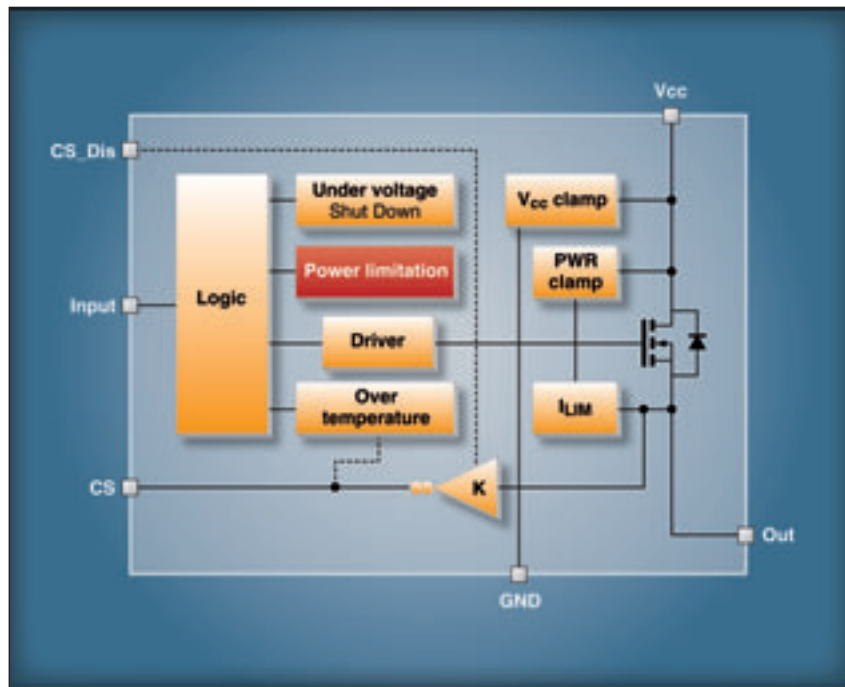 Vcc
CS_Dis
Under voltage
Shut Down
Vcc clamp
Power limitation
PWR
clamp
Input
Logic
Driver
Over
temperature
ILIM
CS
K
Out
GND